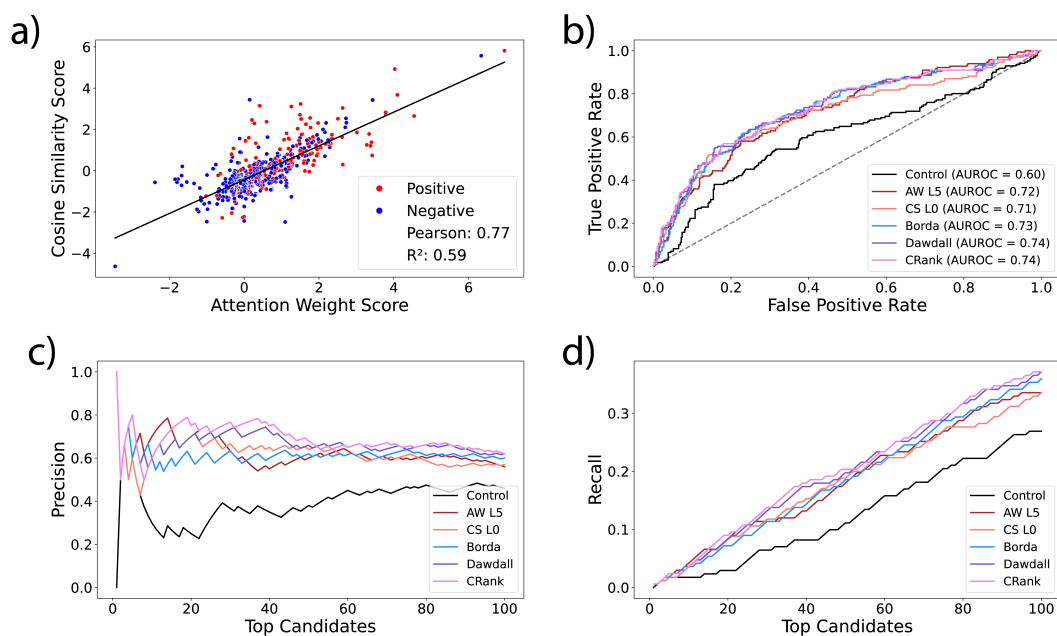 a)
Cosine Similarity Score
6
4
2
0
−2
−4
−2
0
2
4
6
Attention Weight Score
Positive
Negative
Pearson: 0.77
R²: 0.59
b)
True Positive Rate
1.0
0.8
0.6
0.4
0.2
0.0
0.0
0.2
0.4
0.6
0.8
1.0
False Positive Rate
Control (AUROC = 0.60)
AW L5 (AUROC = 0.72)
CS L0 (AUROC = 0.71)
Borda (AUROC = 0.73)
Dawdall (AUROC = 0.74)
CRank (AUROC = 0.74)
c)
Precision
1.0
0.8
0.6
0.4
0.2
0.0
0
20
40
60
80
100
Top Candidates
Control
AW L5
CS L0
Borda
Dawdall
CRank
d)
Recall
0.3
0.2
0.1
0.0
0
20
40
60
80
100
Top Candidates
Control
AW L5
CS L0
Borda
Dawdall
CRank